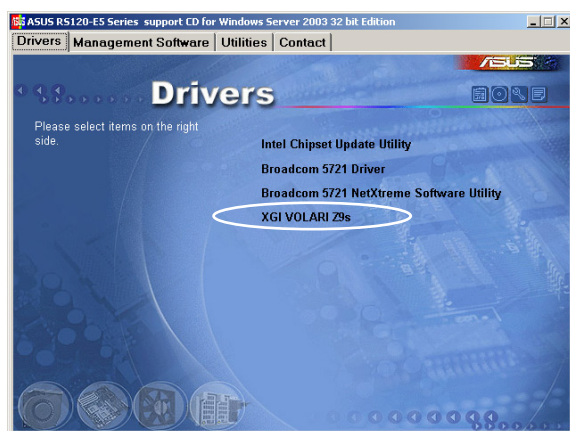 ASUS RS120-E5 Series support CD for Windows Server 2003 32 bit Edition
Drivers Management Software Utilities Contact
ASUS
Drivers
Please select items on the right
side.
Intel Chipset Update Utility
Broadcom 5721 Driver
Broadcom 5721 NetXtreme Software Utility
XGI VOLARI Z9s